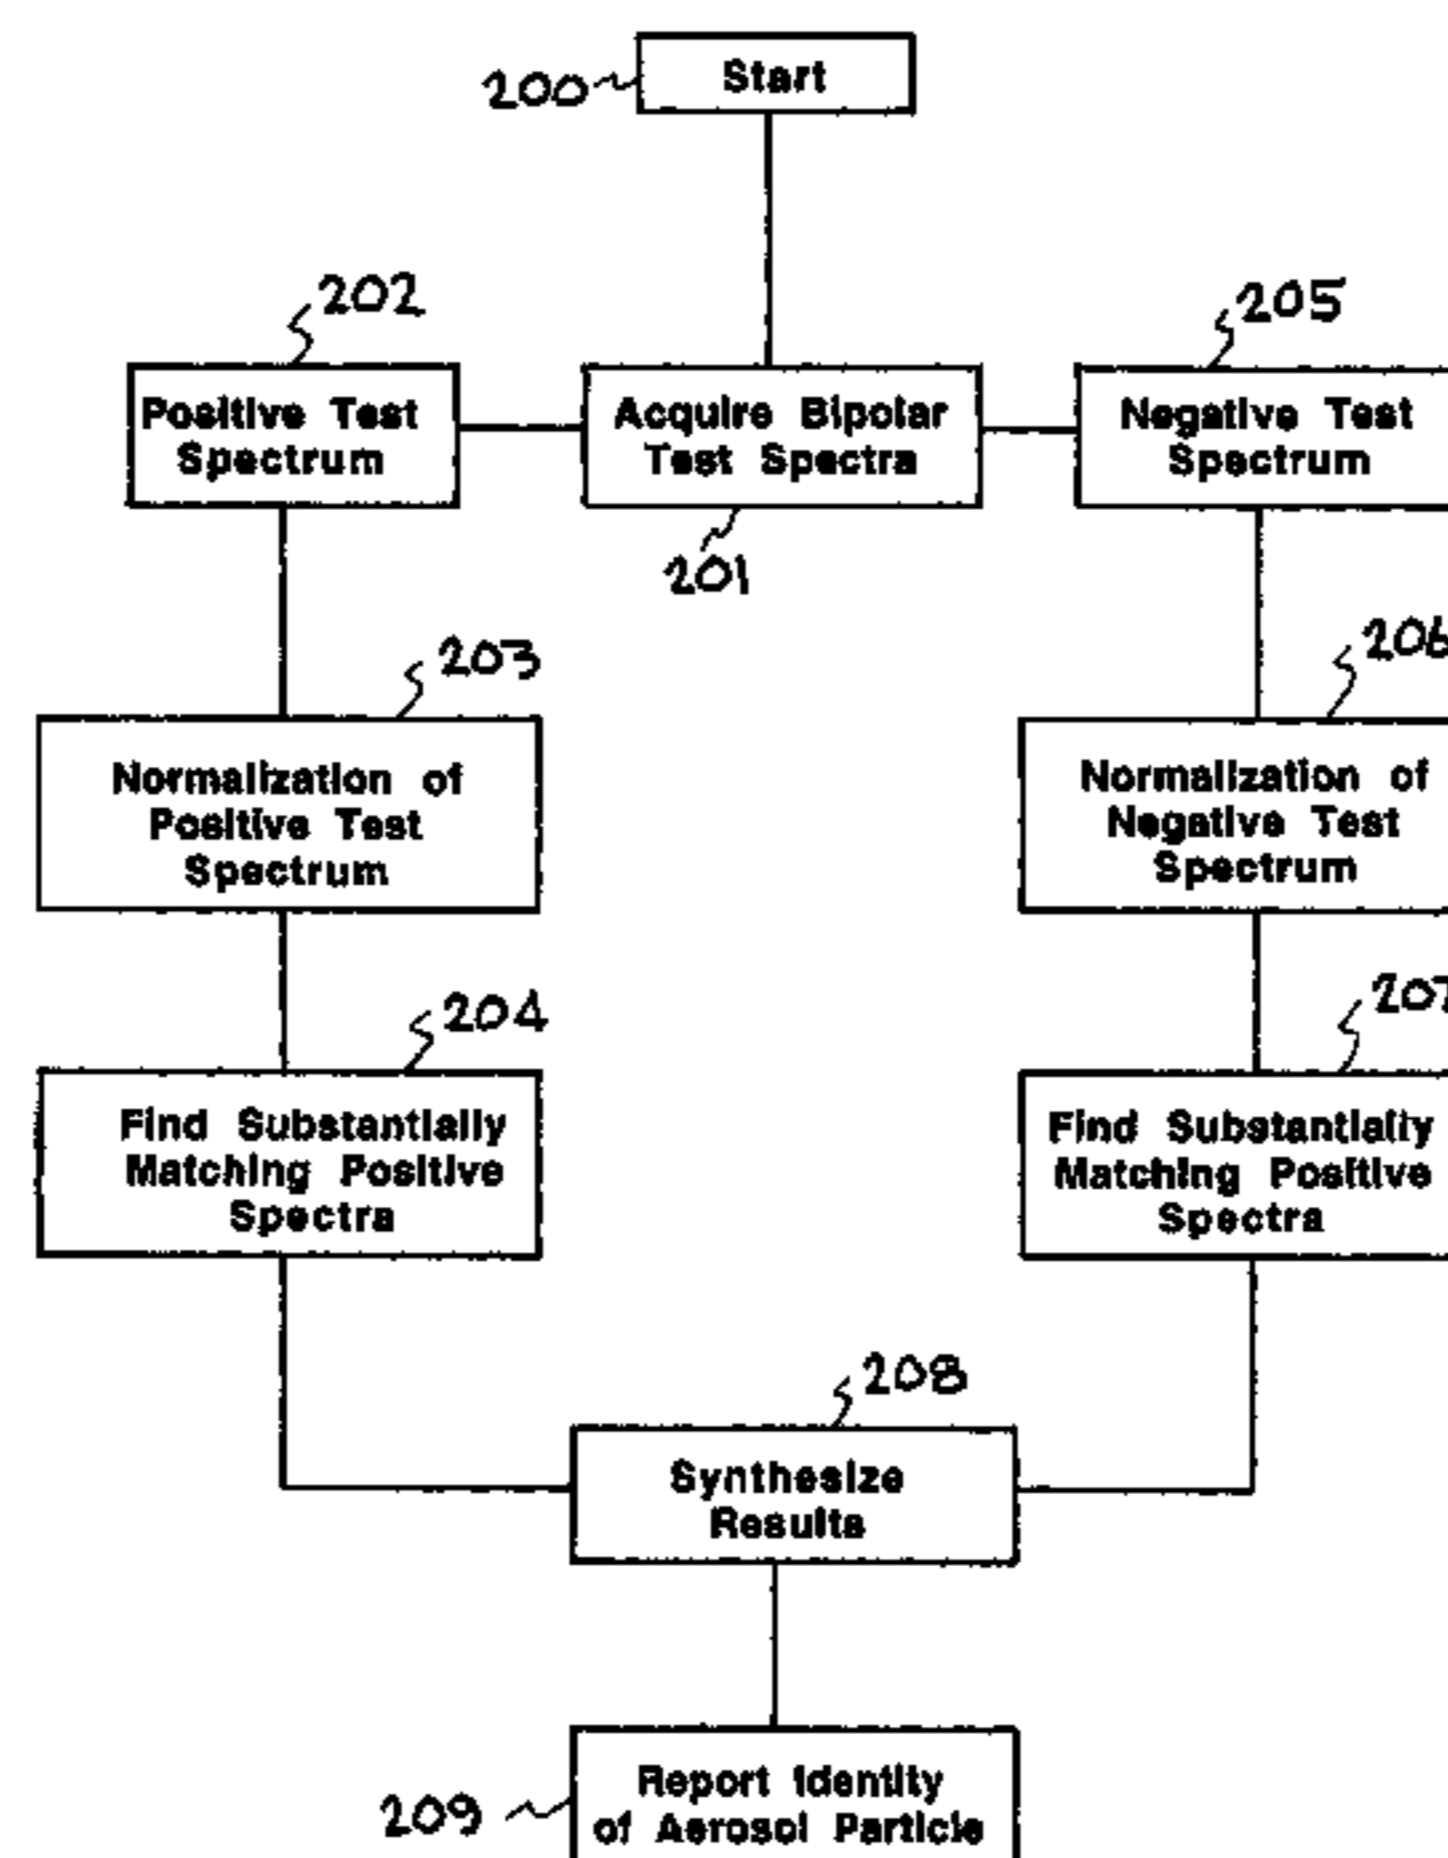 200
Start
202
205
Positive Test
Spectrum
Acquire Bipolar
Test Spectra
Negative Test
Spectrum
201
203
206
Normalization of
Positive Test
Spectrum
Normalization of
Negative Test
Spectrum
204
207
Find Substantially
Matching Positive
Spectra
Find Substantially
Matching Positive
Spectra
208
Synthesize
Results
209
Report Identity
of Aerosol Particle